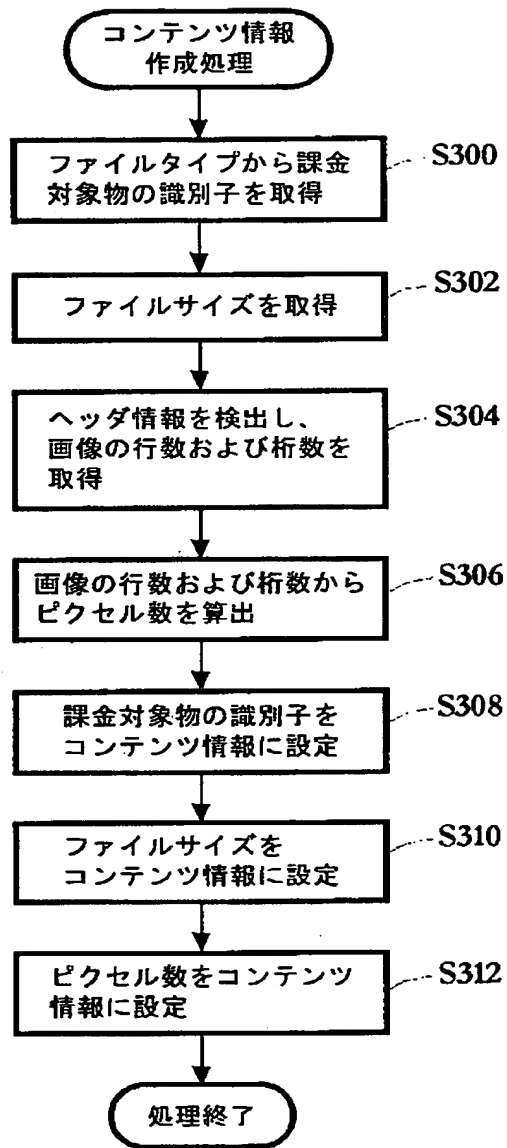 コンテンツ情報
作成処理
ファイルタイプから課金
対象物の識別子を取得
S300
ファイルサイズを取得
S302
ヘッダ情報を検出し、
画像の行数および桁数を
取得
S304
画像の行数および桁数から
ピクセル数を算出
S306
課金対象物の識別子を
コンテンツ情報に設定
S308
ファイルサイズを
コンテンツ情報に設定
S310
ピクセル数をコンテンツ
情報に設定
S312
処理終了